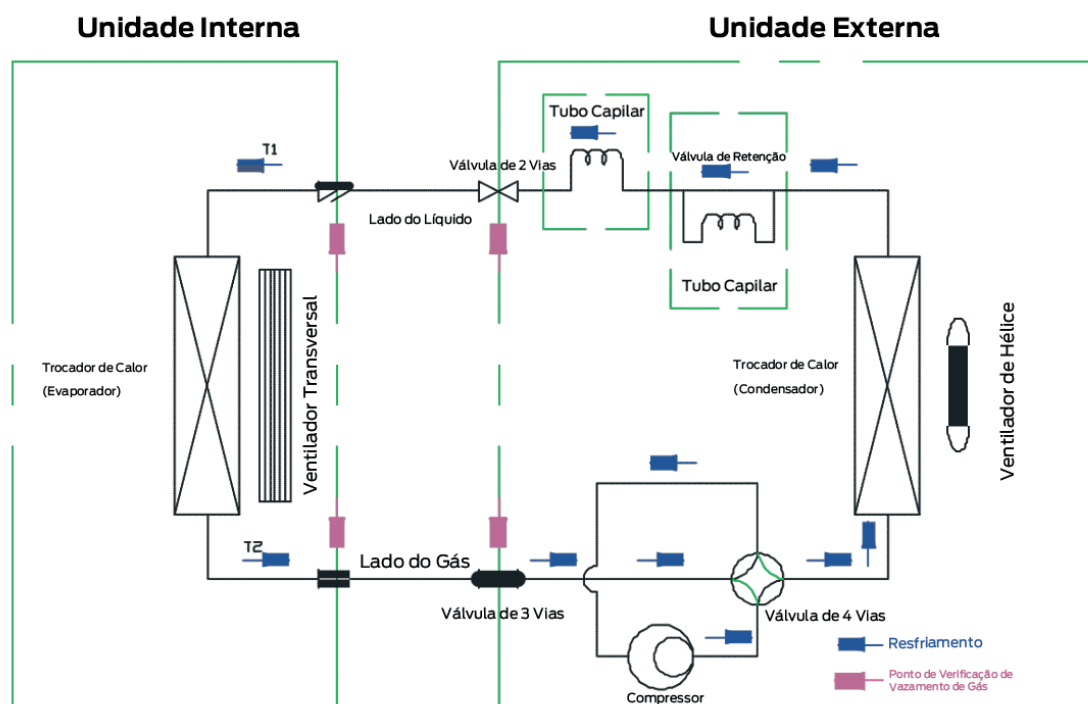 Unidade Interna
Unidade Externa
Tubo Capilar
T1
Válvula de 2 Vias
Válvula de Retenção
Lado do Líquido
Tubo Capilar
Trocador de Calor
(Evaporador)
Ventilador Transversal
Trocador de Calor
(Condensador)
Ventilador de Hélice
T2
Lado do Gás
Válvula de 3 Vias
Válvula de 4 Vias
Compressor
Resfriamento
Ponto de Verificação de
Vazamento de Gás